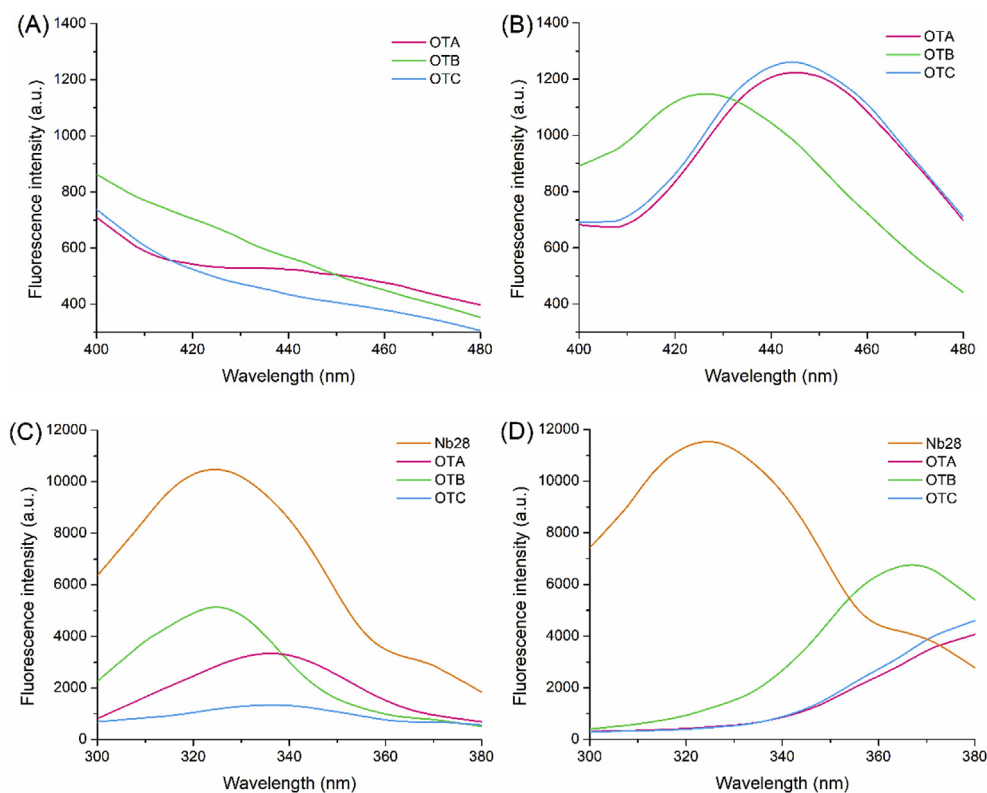 (A)
1400
1200
1000
800
600
400
Fluorescence intensity (a.u.)
OTA
OTB
OTC
400 420 440 460 480
Wavelength (nm)
(B)
1400
1200
1000
800
600
400
Fluorescence intensity (a.u.)
OTA
OTB
OTC
400 420 440 460 480
Wavelength (nm)
(C)
12000
10000
8000
6000
4000
2000
0
Fluorescence intensity (a.u.)
Nb28
OTA
OTB
OTC
300 320 340 360 380
Wavelength (nm)
(D)
12000
10000
8000
6000
4000
2000
0
Fluorescence intensity (a.u.)
Nb28
OTA
OTB
OTC
300 320 340 360 380
Wavelength (nm)